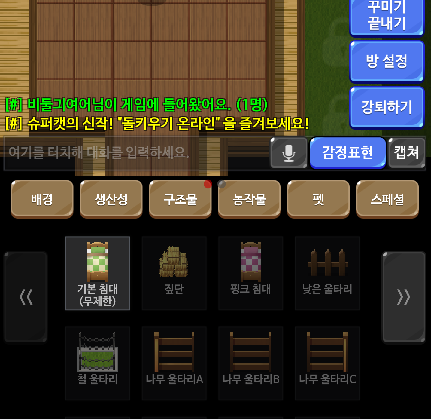 꾸미기
끝내기
방 설정
강퇴하기
[#] 비둘긔여어님이 게임에 들어왔어요. (1명)
[#] 슈퍼캣의 신작! "돌키우기 온라인" 을 즐겨보세요!
여기를 터치해 대화를 입력하세요.
감정표현
캡쳐
배경
생산성
구조물
농작물
펫
스페셜
기본 침대
(무제한)
짚단
핑크 침대
낮은 울타리
철 울타리
나무 울타리A
나무 울타리B
나무 울타리C